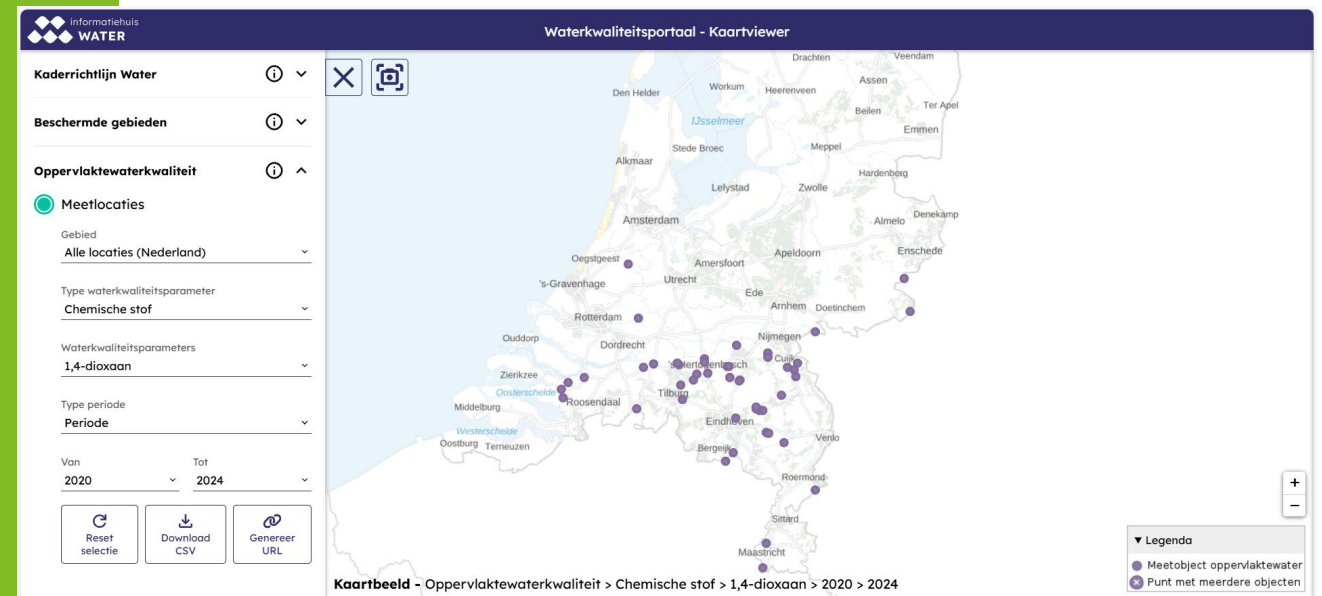 informatiehuis
WATER
Waterkwaliteitsportaal - Kaartviewer
Kaderrichtlijn Water
Beschermde gebieden
Oppervlaktewaterkwaliteit
Meetlocaties
Gebied
Alle locaties (Nederland)
Type waterkwaliteitsparameter
Chemische stof
Waterkwaliteitsparameters
1,4-dioxaan
Type periode
Periode
Van
Tot
2020
2024
Reset
selectie
Download
CSV
Genereer
URL
Drachten
Veendam
Assen
Den Helder
Workum
Heerenveen
Beilen
Ter Apel
IJsselmeer
Emmen
Stede Broec
Meppel
Alkmaar
Hardenberg
Lelystad
Zwolle
Amsterdam
Almelo
Denekamp
Oegstgeest
Amersfoort
Apeldoorn
Enschede
's-Gravenhage
Utrecht
Ede
Arnhem
Doetinchem
Rotterdam
Ouddorp
Dordrecht
Nijmegen
's-Hertogenbosch
Cuijk
Zierikzee
Oosterschelde
Roosendaal
Tilburg
Middelburg
Eindhoven
Westerschelde
Oostburg
Terneuzen
Bergeijk
Venlo
Roermond
Sittard
Maastricht
+
−
▼ Legenda
Meetobject oppervlaktewater
Punt met meerdere objecten
Kaartbeeld - Oppervlaktewaterkwaliteit > Chemische stof > 1,4-dioxaan > 2020 > 2024